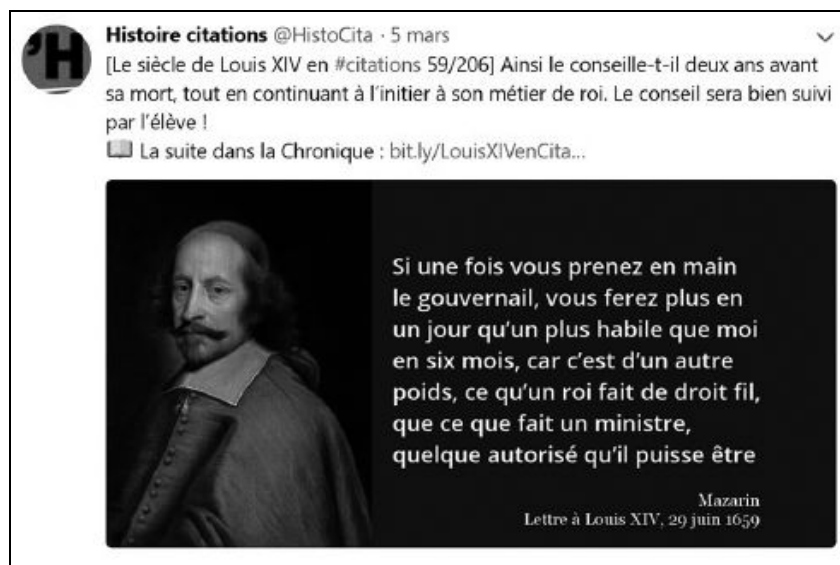 'H
Histoire citations @HistoCita · 5 mars
[Le siècle de Louis XIV en #citations 59/206] Ainsi le conseille-t-il deux ans avant
sa mort, tout en continuant à l'initier à son métier de roi. Le conseil sera bien suivi
par l'élève !
La suite dans la Chronique : bit.ly/LouisXIVenCita...
Si une fois vous prenez en main
le gouvernail, vous ferez plus en
un jour qu'un plus habile que moi
en six mois, car c'est d'un autre
poids, ce qu'un roi fait de droit fil,
que ce que fait un ministre,
quelque autorisé qu'il puisse être
Mazarin
Lettre à Louis XIV, 29 juin 1659